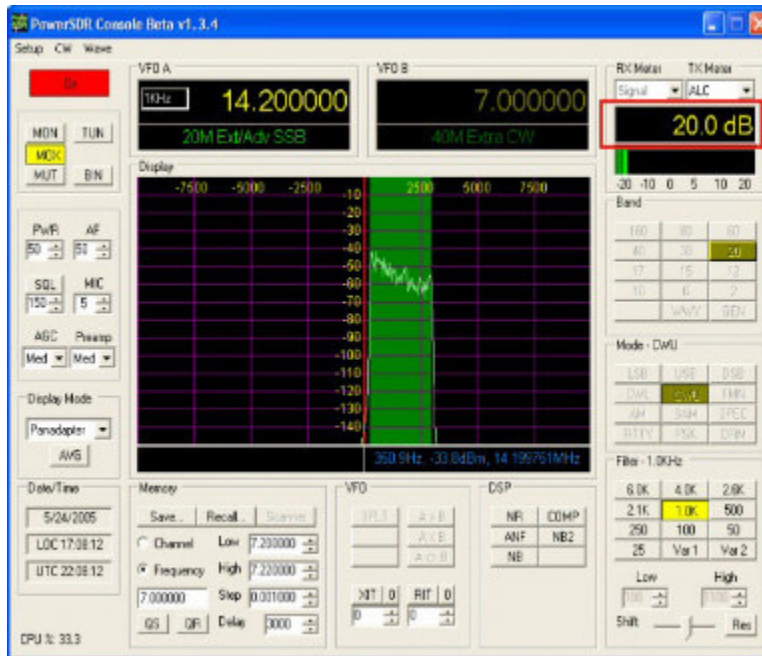 PowerSDR Console Beta v1.3.4
Setup CW Wave
MON TUN
MOX
MUT BIN
PWR AF
50 50
SQL MIC
150 5
AGC Preamp
Med Med
Display Mode
Panadapter
AVG
Date/Time
5/24/2005
LOC 17:08:12
UTC 22:08:12
CPU %: 33.3
VFO A
1KHz 14.200000
20M Ext/Adv SSB
VFO B
7.000000
40M Extra CW
Display
-7500 -5000 -2500 2500 5000 7500
-10
-20
-30
-40
-50
-60
-70
-80
-90
-100
-110
-120
-130
-140
360.9Hz, -33.8dBm, 14.199761MHz
Memory
Save.. Recall.. Scanner
Channel Low 7.200000
Frequency High 7.220000
7.000000 Step 0.001000
QS QR Delay 3000
VFO
SPLT A > B
A < B
XIT 0 RIT 0
0 0
DSP
NR COMP
ANF NB2
NB
RX Meter TX Meter
Signal ALC
20.0 dB
-20 -10 0 5 10 20
Band
160 80 60
40 30 20
17 15 12
10 6 2
WWV GEN
Mode - CWU
LSB USB DSB
CWL CWU FMN
AM SAM SPEC
RTTY PSK DRM
Filter - 1.0KHz
6.0K 4.0K 2.6K
2.1K 1.0K 500
250 100 50
25 Var 1 Var 2
Low High
Shift Res